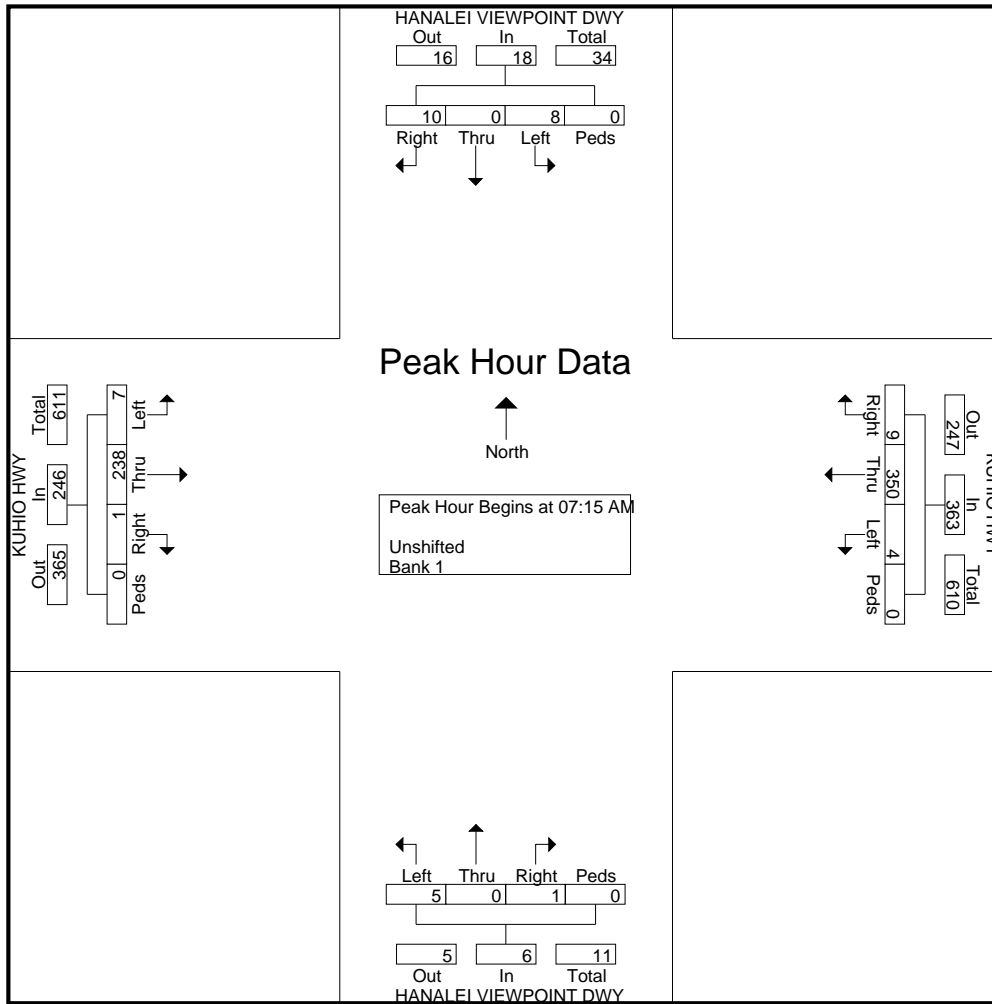 HANALEI VIEWPOINT DWY
Out In Total
16 18 34
10 0 8 0
Right Thru Left Peds
Peak Hour Data
North
Peak Hour Begins at 07:15 AM
Unshifted
Bank 1
KUHIO HWY
Total In Out
611 246 365
7 238 1 0
Left Thru Right Peds
KUHIO HWY
Out In Total
247 363 610
9 350 4 0
Right Thru Left Peds
Left Thru Right Peds
5 0 1 0
5 6 11
Out In Total
HANALEI VIEWPOINT DWY